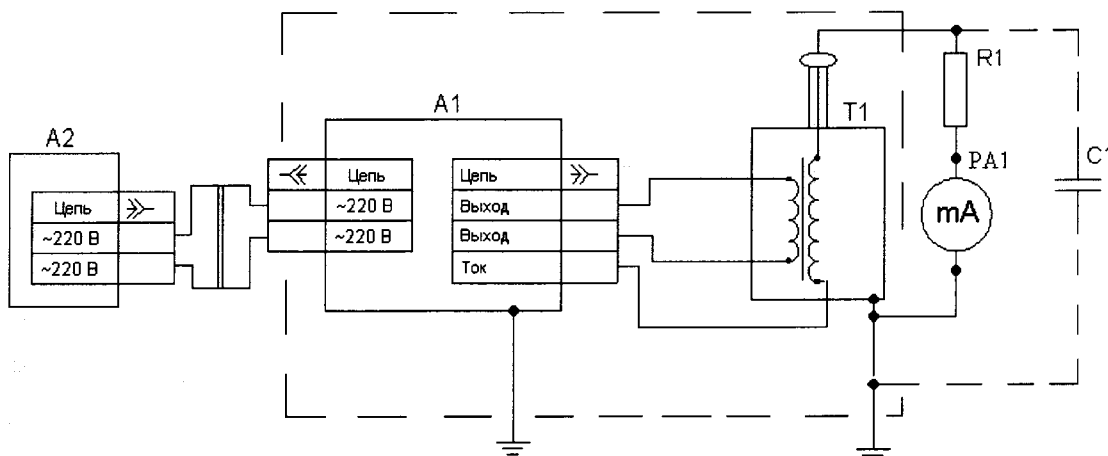 A2
Цепь
~220 В
~220 В
A1
Цепь
~220 В
~220 В
Цепь
Выход
Выход
Ток
T1
R1
PA1
mA
C1